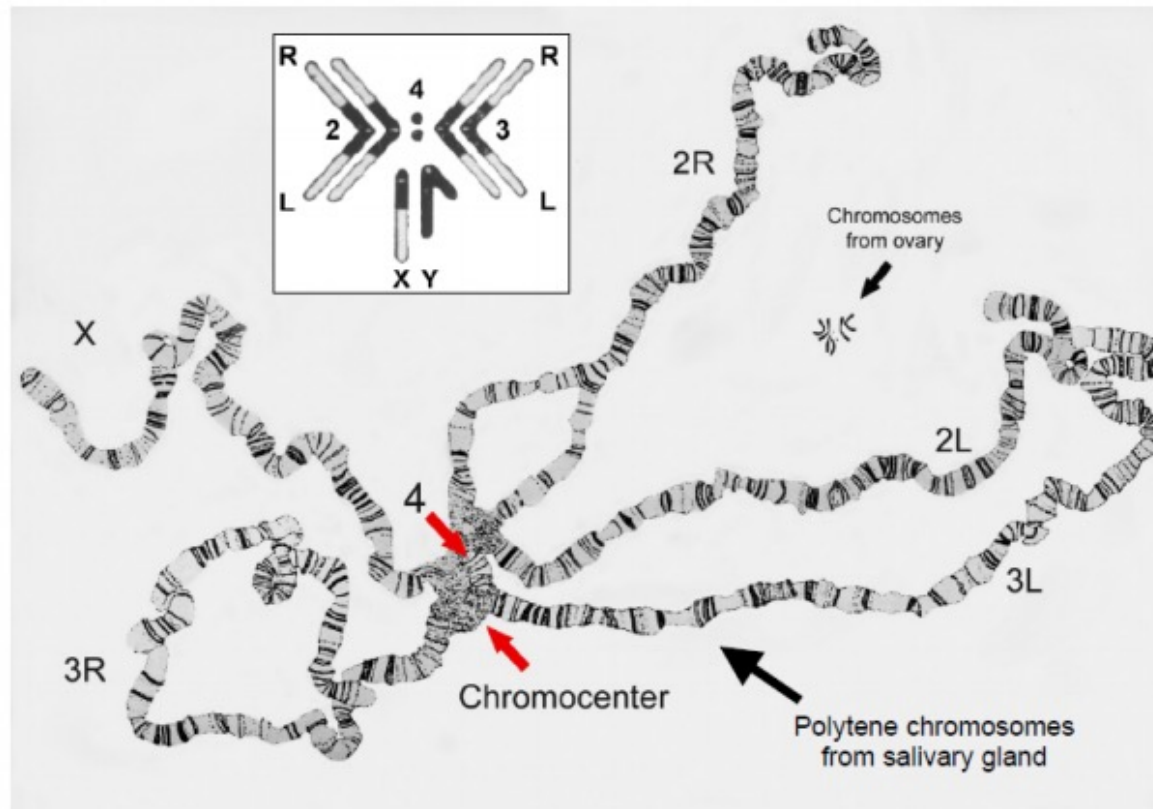 R
R
4
2
3
L
L
X Y
2R
Chromosomes
from ovary
X
2L
4
3L
3R
Chromocenter
Polytene chromosomes
from salivary gland